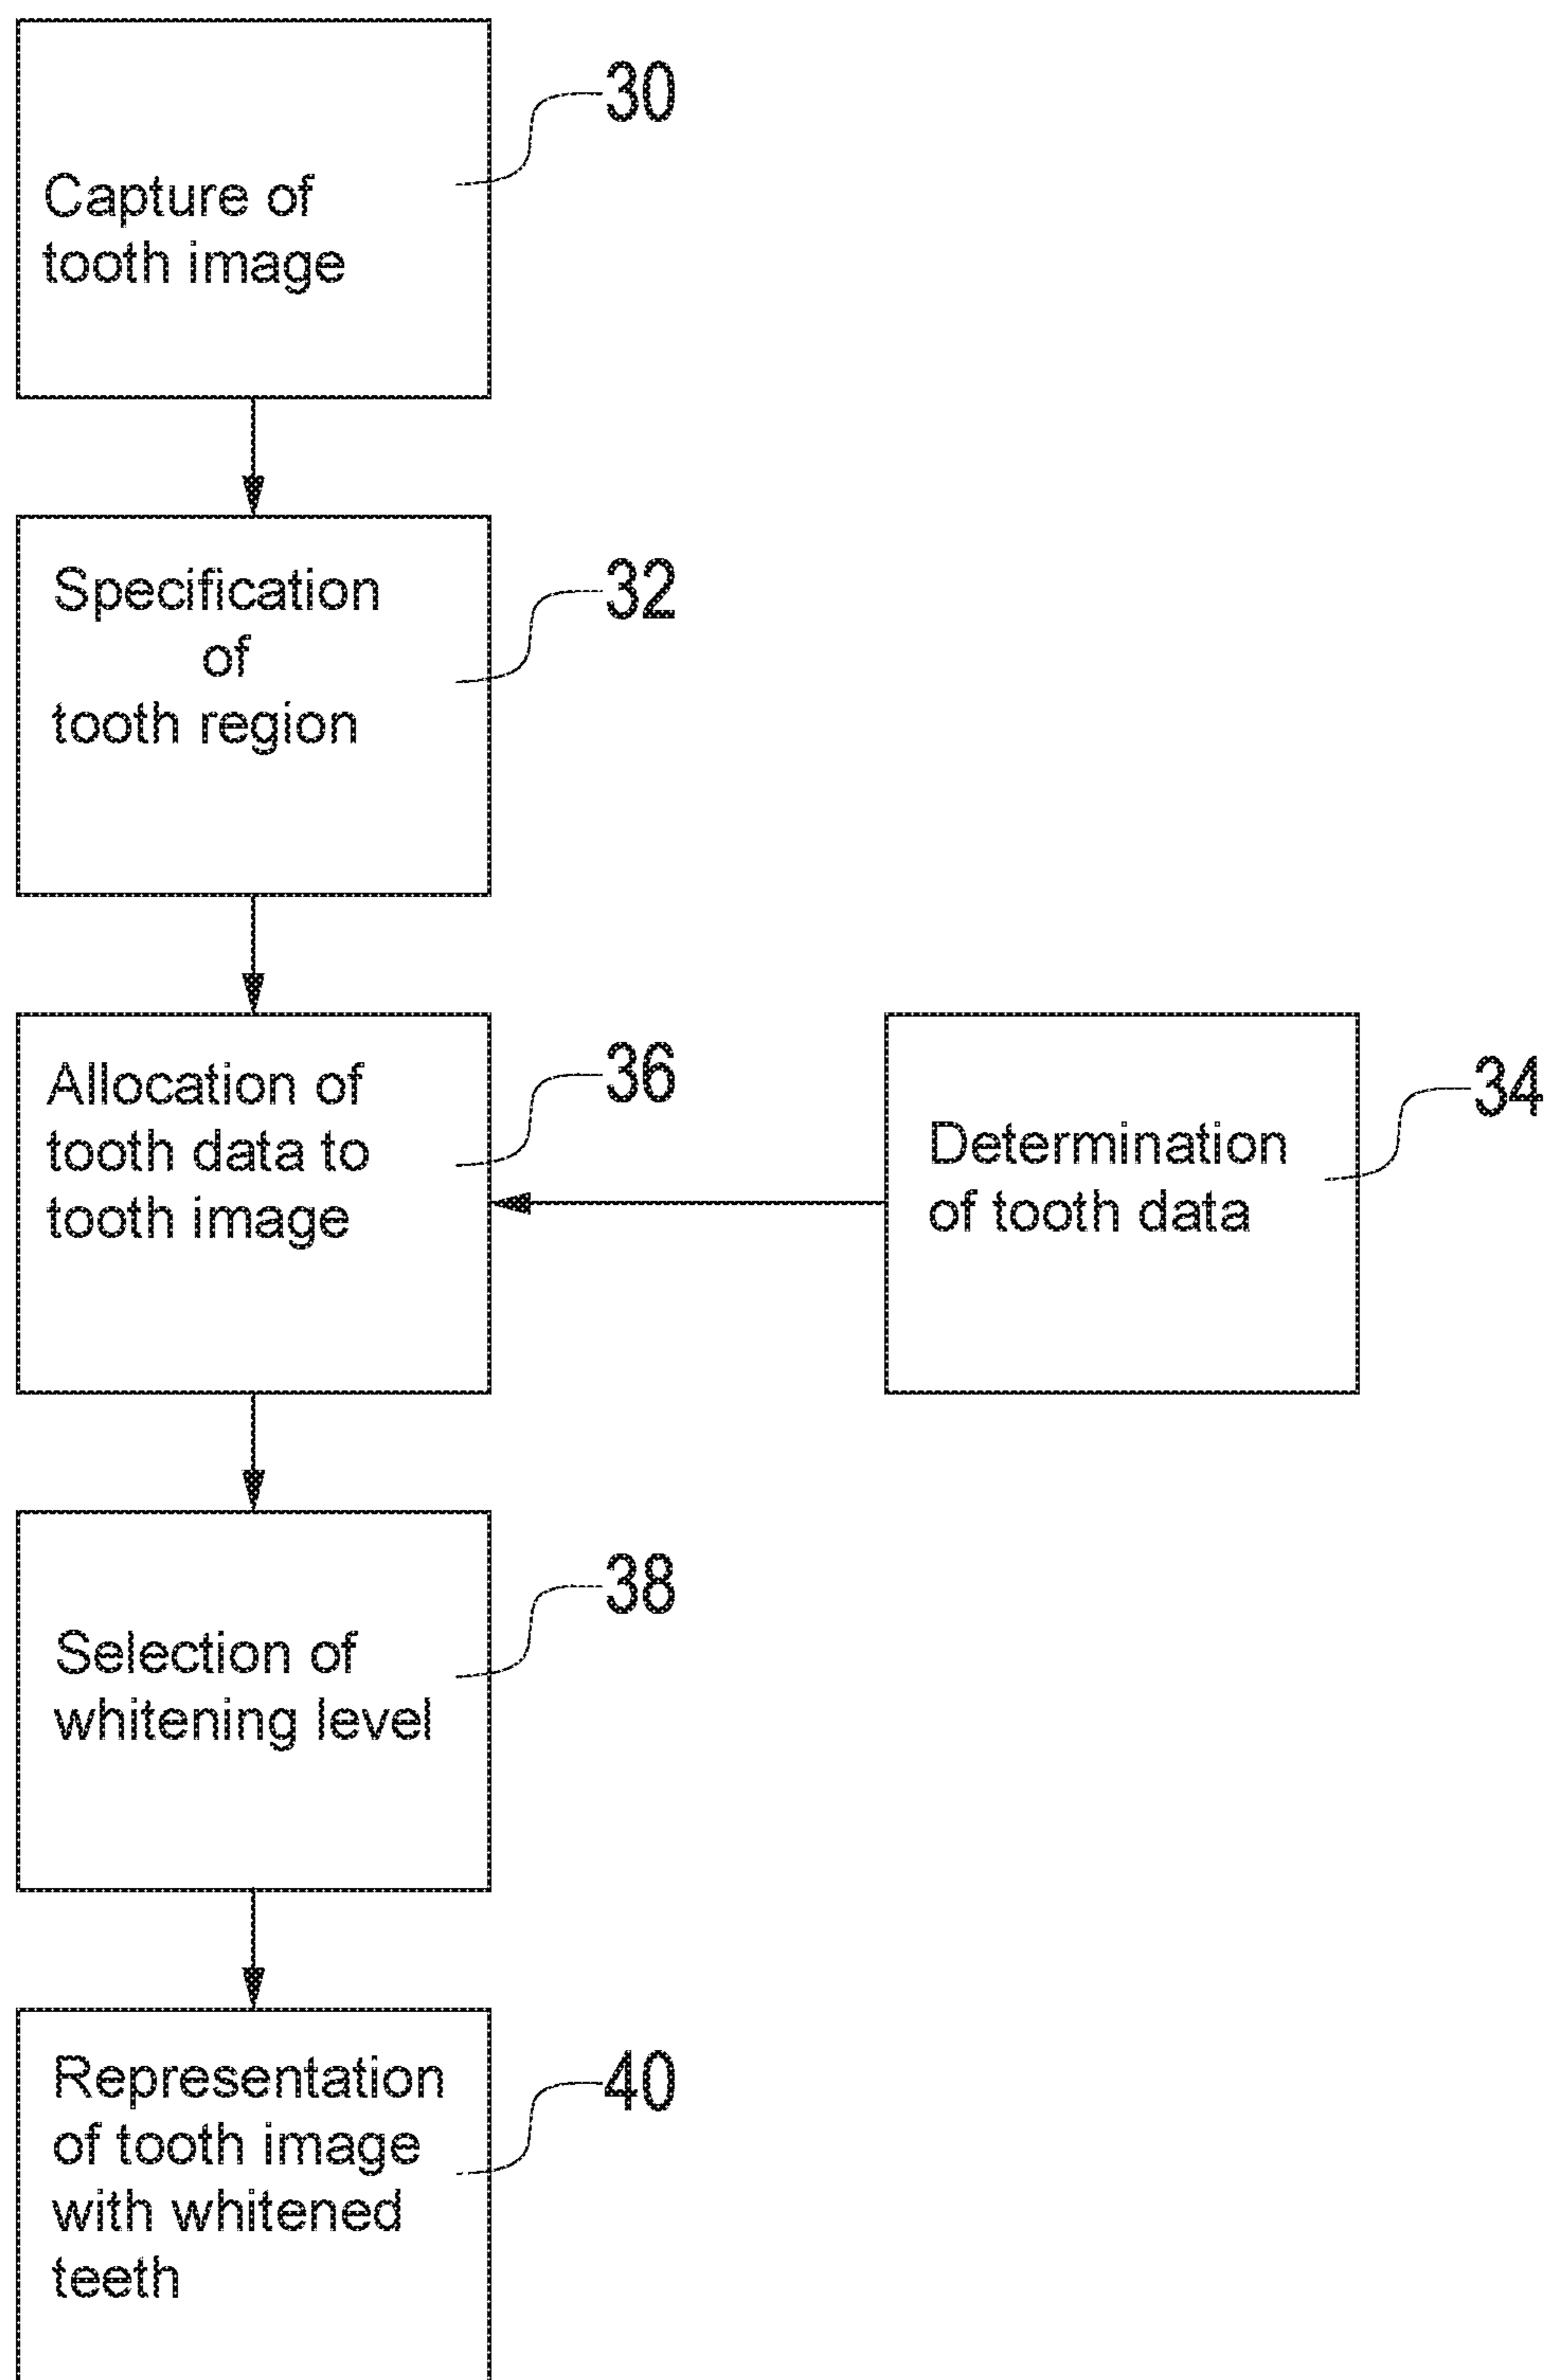 30
Capture of
tooth image
32
Specification
of
tooth region
36
Allocation of
tooth data to
tooth image
34
Determination
of tooth data
38
Selection of
whitening level
40
Representation
of tooth image
with whitened
teeth